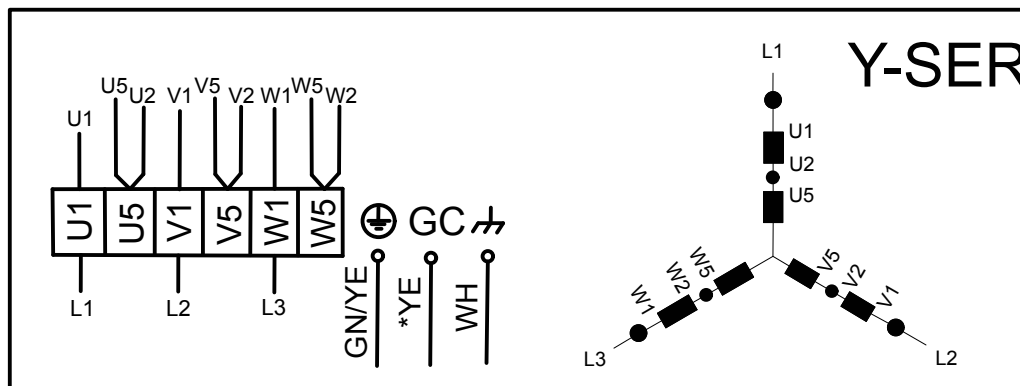 U1 U5 U2 V1 V5 V2 W1 W5 W2
U1 U5 V1 V5 W1 W5
L1 L2 L3
GC
GN/YE *YE WH
Y-SER
L1
U1
U2
U5
W5 W2 W1
V5 V2 V1
L3
L2